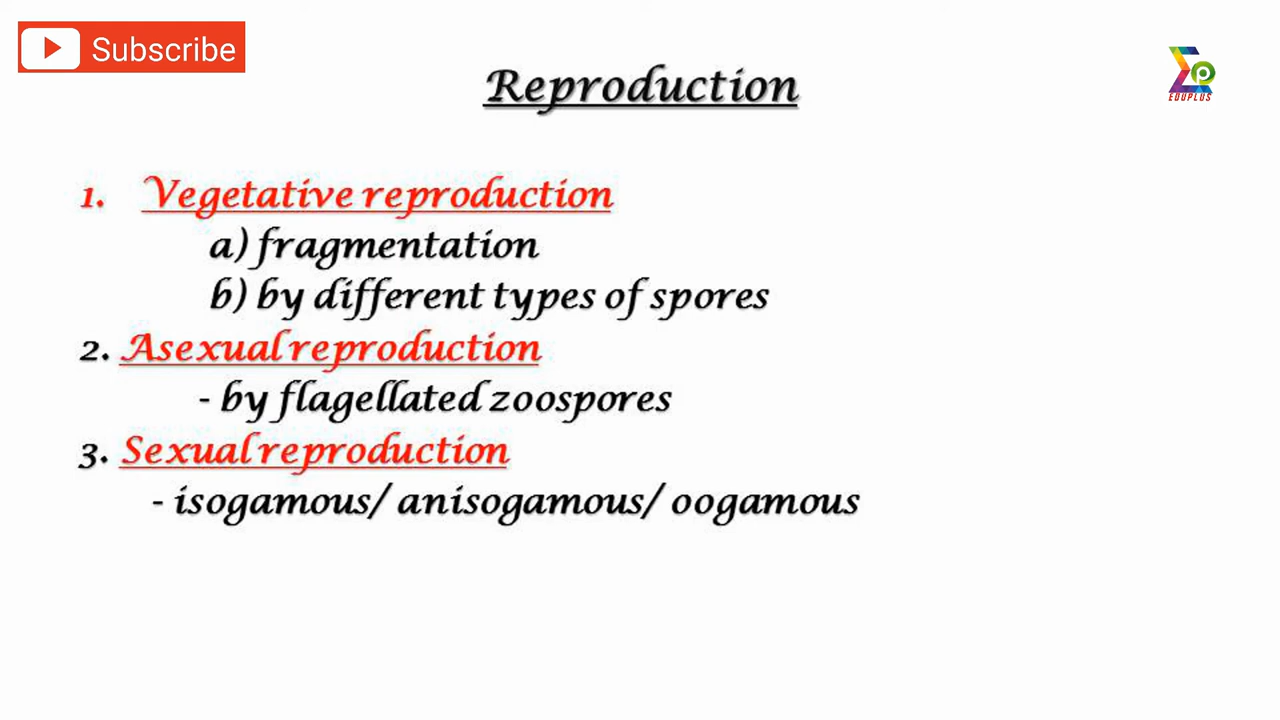 Subscribe
Reproduction
EDUPLUS
1. Vegetative reproduction
a) fragmentation
b) by different types of spores
2. Asexual reproduction
- by flagellated zoospores
3. Sexual reproduction
- isogamous/ anisogamous/ oogamous